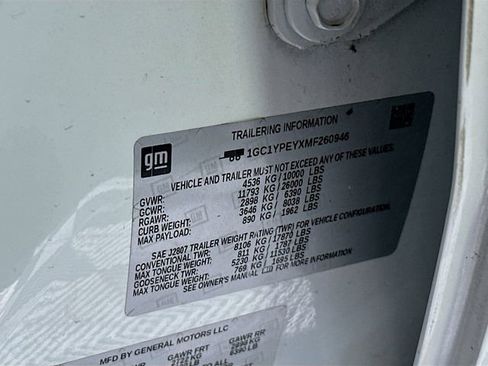 TRAILERING INFORMATION
gm
1GC1YPEYXMF260946
VEHICLE AND TRAILER MUST NOT EXCEED ANY OF THESE VALUES
GVWR: 4536 KG/10000 LBS
GCWR: 11793 KG/26000 LBS
RGAWR: 2898 KG/ 6390 LBS
CURB WEIGHT: 3646 KG/ 8038 LBS
MAX PAYLOAD: 890 KG/ 1962 LBS
SAE J2807 TRAILER WEIGHT RATING (TWR) FOR VEHICLE CONFIGURATION.
CONVENTIONAL TWR: 8106 KG/17870 LBS
MAX TONGUE WEIGHT: 811 KG/ 1787 LBS
GOOSENECK TWR: 5230 KG/11530 LBS
MAX TONGUE WEIGHT: 769 KG/ 1695 LBS
SEE OWNER'S MANUAL FOR MORE INFORMATION.
MFD BY GENERAL MOTORS LLC
GAWR FRT GAWR RR
2898 KG
6390 LB